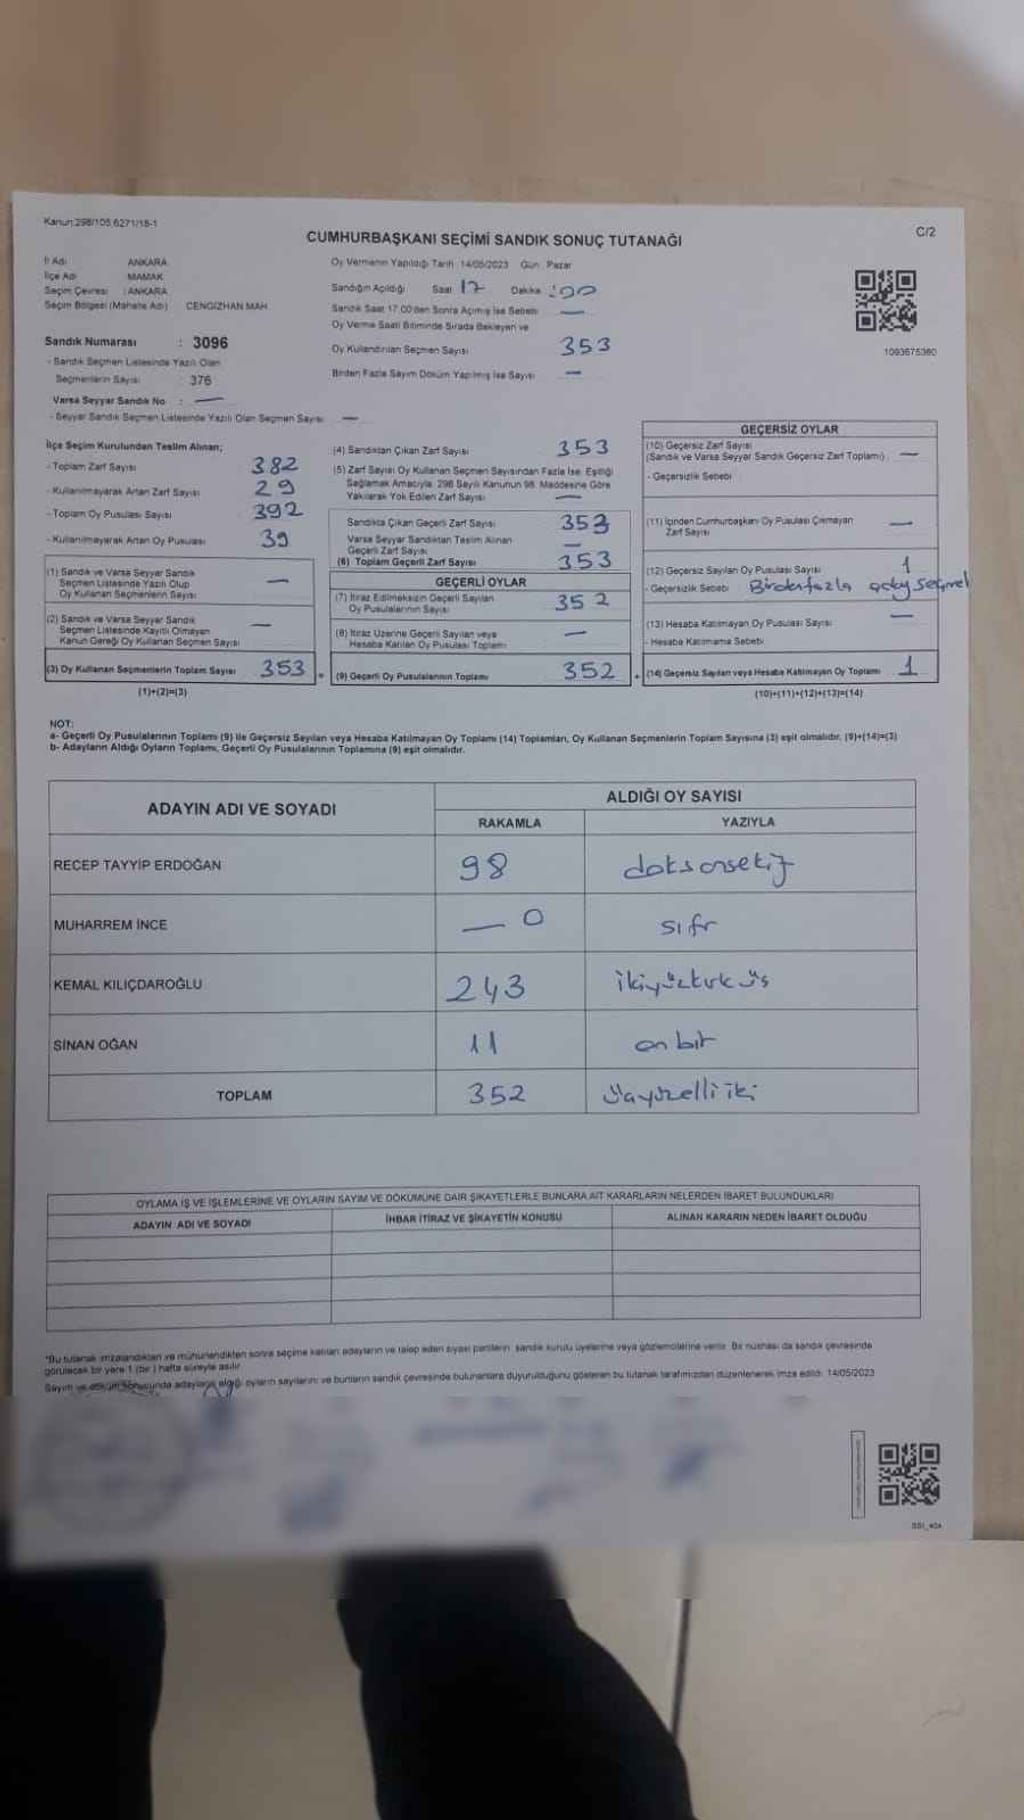 Kanun:298/105,6271/18-1
C/2
CUMHURBAŞKANI SEÇİMİ SANDIK SONUÇ TUTANAĞI
İl Adı ANKARA
İlçe Adı MAMAK
Seçim Çevresi : ANKARA
Seçim Bölgesi (Mahalle Adı) CENGİZHAN MAH
Sandık Numarası : 3096
- Sandık Seçmen Listesinde Yazılı Olan
Seçmenlerin Sayısı : 376
Varsa Seyyar Sandık No : —
- Seyyar Sandık Seçmen Listesinde Yazılı Olan Seçmen Sayısı —
Oy Vermenin Yapıldığı Tarih : 14/05/2023 Gün : Pazar
Sandığın Açıldığı Saat 17 Dakika :00
Sandık Saat 17.00'den Sonra Açılmış İse Sebebi —
Oy Verme Saati Bitiminde Sırada Bekleyen ve
Oy Kullandırılan Seçmen Sayısı 353
Birden Fazla Sayım Döküm Yapılmış İse Sayısı —
1093675360
İlçe Seçim Kurulundan Teslim Alınan;
- Toplam Zarf Sayısı 382
- Kullanılmayarak Artan Zarf Sayısı 29
- Toplam Oy Pusulası Sayısı 392
- Kullanılmayarak Artan Oy Pusulası 39
(1) Sandık ve Varsa Seyyar Sandık
Seçmen Listesinde Yazılı Olup
Oy Kullanan Seçmenlerin Sayısı —
(2) Sandık ve Varsa Seyyar Sandık
Seçmen Listesinde Kayıtlı Olmayan
Kanun Gereği Oy Kullanan Seçmen Sayısı —
(3) Oy Kullanan Seçmenlerin Toplam Sayısı 353
(1)+(2)=(3)
(4) Sandıktan Çıkan Zarf Sayısı 353
(5) Zarf Sayısı Oy Kullanan Seçmen Sayısından Fazla İse, Eşitliği
Sağlamak Amacıyla, 298 Sayılı Kanunun 98. Maddesine Göre
Yakılarak Yok Edilen Zarf Sayısı —
Sandıkta Çıkan Geçerli Zarf Sayısı 353
Varsa Seyyar Sandıktan Teslim Alınan
Geçerli Zarf Sayısı —
(6) Toplam Geçerli Zarf Sayısı 353
GEÇERLİ OYLAR
(7) İtiraz Edilmeksizin Geçerli Sayılan
Oy Pusulalarının Sayısı 352
(8) İtiraz Üzerine Geçerli Sayılan veya
Hesaba Katılan Oy Pusulası Toplamı —
(9) Geçerli Oy Pusulalarının Toplamı 352
GEÇERSİZ OYLAR
(10) Geçersiz Zarf Sayısı
(Sandık ve Varsa Seyyar Sandık Geçersiz Zarf Toplamı) —
- Geçersizlik Sebebi
(11) İçinden Cumhurbaşkanı Oy Pusulası Çıkmayan
Zarf Sayısı —
(12) Geçersiz Sayılan Oy Pusulası Sayısı 1
- Geçersizlik Sebebi Birden fazla
(13) Hesaba Katılmayan Oy Pusulası Sayısı —
- Hesaba Katılmama Sebebi
(14) Geçersiz Sayılan veya Hesaba Katılmayan Oy Toplamı 1
(10)+(11)+(12)+(13)=(14)
NOT:
a- Geçerli Oy Pusulalarının Toplamı (9) ile Geçersiz Sayılan veya Hesaba Katılmayan Oy Toplamı (14) Toplamları, Oy Kullanan Seçmenlerin Toplam Sayısına (3) eşit olmalıdır. (9)+(14)=(3)
b- Adayların Aldığı Oyların Toplamı, Geçerli Oy Pusulalarının Toplamına (9) eşit olmalıdır.
ADAYIN ADI VE SOYADI ALDIĞI OY SAYISI
RAKAMLA YAZIYLA
RECEP TAYYİP ERDOĞAN 98 doksansekiz
MUHARREM İNCE — 0 sıfır
KEMAL KILIÇDAROĞLU 243 ikiyüzkırküş
SİNAN OĞAN 11 onbir
TOPLAM 352 üçyüzelliiki
OYLAMA İŞ VE İŞLEMLERİNE VE OYLARIN SAYIM VE DÖKÜMÜNE DAİR ŞİKAYETLERLE BUNLARA AİT KARARLARIN NELERDEN İBARET BULUNDUKLARI
ADAYIN ADI VE SOYADI İHBAR İTİRAZ VE ŞİKAYETİN KONUSU ALINAN KARARIN NEDEN İBARET OLDUĞU
*Bu tutanak imzalandıktan ve mühürlendikten sonra seçime katılan adayların ve talep eden siyasi partilerin sandık kurulu üyelerine veya gözlemcilerine verilir. Bir nüshası da sandık çevresinde
görülecek bir yere 1 (bir ) hafta süreyle asılır.
Sayım ve döküm sonucunda adayların aldığı oyların sayılarını ve bunların sandık çevresinde bulunanlara duyurulduğunu gösteren bu tutanak tarafımızdan düzenlenerek imza edildi. 14/05/2023